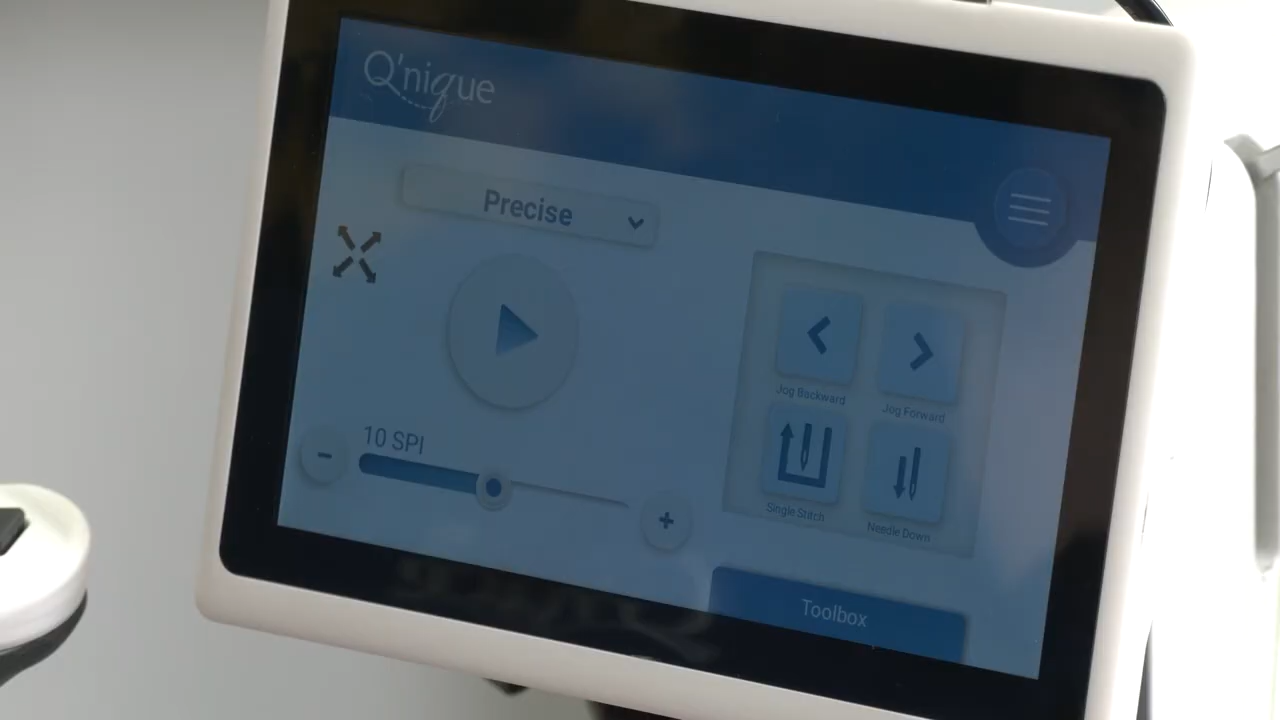 Q'nique
Precise
10 SPI
Jog Backward
Jog Forward
Single Stitch
Needle Down
Toolbox